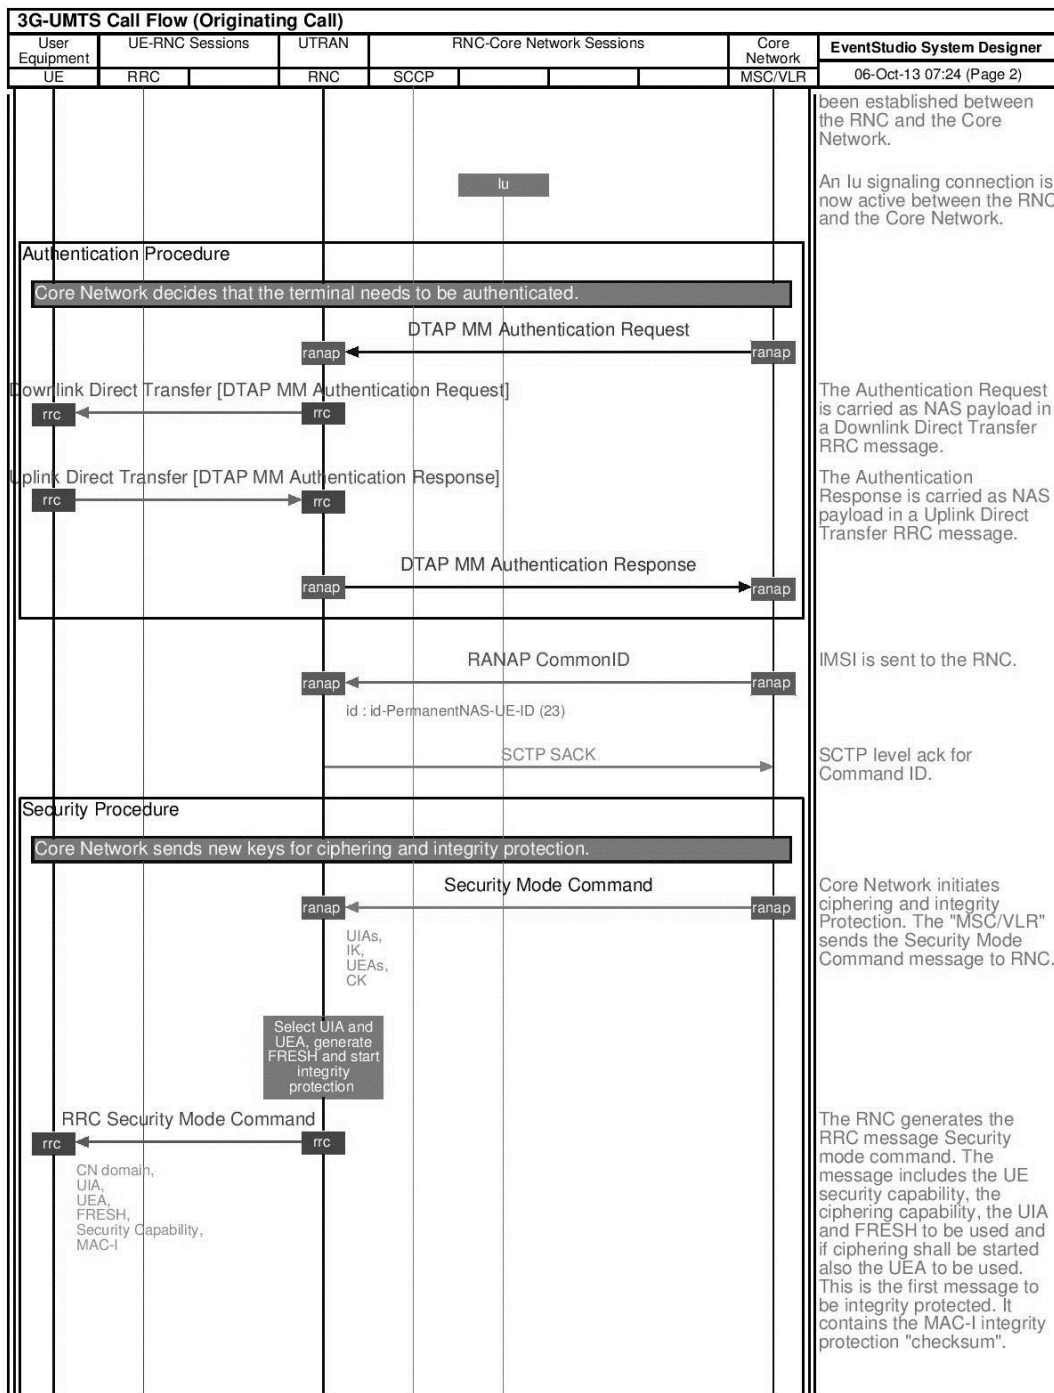 3G-UMTS Call Flow (Originating Call)
User Equipment
UE-RNC Sessions
UTRAN
RNC-Core Network Sessions
Core Network
EventStudio System Designer
UE
RRC
RNC
SCCP
MSC/VLR
06-Oct-13 07:24 (Page 2)
been established between
the RNC and the Core
Network.
Iu
An Iu signaling connection is
now active between the RNC
and the Core Network.
Authentication Procedure
Core Network decides that the terminal needs to be authenticated.
DTAP MM Authentication Request
ranap
ranap
Downlink Direct Transfer [DTAP MM Authentication Request]
rrc
rrc
The Authentication Request
is carried as NAS payload in
a Downlink Direct Transfer
RRC message.
Uplink Direct Transfer [DTAP MM Authentication Response]
rrc
rrc
The Authentication
Response is carried as NAS
payload in a Uplink Direct
Transfer RRC message.
DTAP MM Authentication Response
ranap
ranap
RANAP CommonID
ranap
ranap
id : id-PermanentNAS-UE-ID (23)
IMSI is sent to the RNC.
SCTP SACK
SCTP level ack for
Command ID.
Security Procedure
Core Network sends new keys for ciphering and integrity protection.
Security Mode Command
ranap
ranap
UIAs,
IK,
UEAs,
CK
Core Network initiates
ciphering and integrity
Protection. The "MSC/VLR"
sends the Security Mode
Command message to RNC.
Select UIA and
UEA, generate
FRESH and start
integrity
protection
RRC Security Mode Command
rrc
rrc
CN domain,
UIA,
UEA,
FRESH,
Security Capability,
MAC-I
The RNC generates the
RRC message Security
mode command. The
message includes the UE
security capability, the
ciphering capability, the UIA
and FRESH to be used and
if ciphering shall be started
also the UEA to be used.
This is the first message to
be integrity protected. It
contains the MAC-I integrity
protection "checksum".